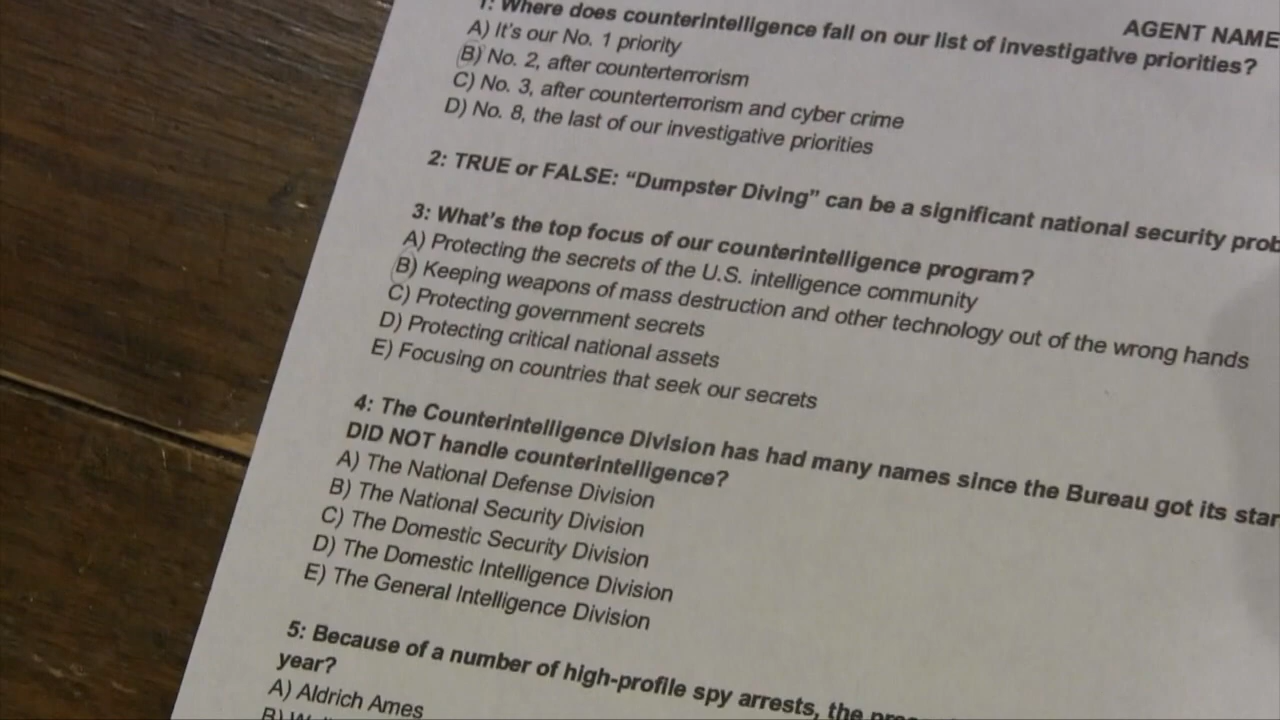 AGENT NAME
1: Where does counterintelligence fall on our list of investigative priorities?
A) It's our No. 1 priority
B) No. 2, after counterterrorism
C) No. 3, after counterterrorism and cyber crime
D) No. 8, the last of our investigative priorities
2: TRUE or FALSE: “Dumpster Diving” can be a significant national security
3: What's the top focus of our counterintelligence program?
A) Protecting the secrets of the U.S. intelligence community
B) Keeping weapons of mass destruction and other technology out of the wrong hands
C) Protecting government secrets
D) Protecting critical national assets
E) Focusing on countries that seek our secrets
4: The Counterintelligence Division has had many names since the Bureau got its
DID NOT handle counterintelligence?
A) The National Defense Division
B) The National Security Division
C) The Domestic Security Division
D) The Domestic Intelligence Division
E) The General Intelligence Division
5: Because of a number of high-profile spy arrests, the
year?
A) Aldrich Ames
B)